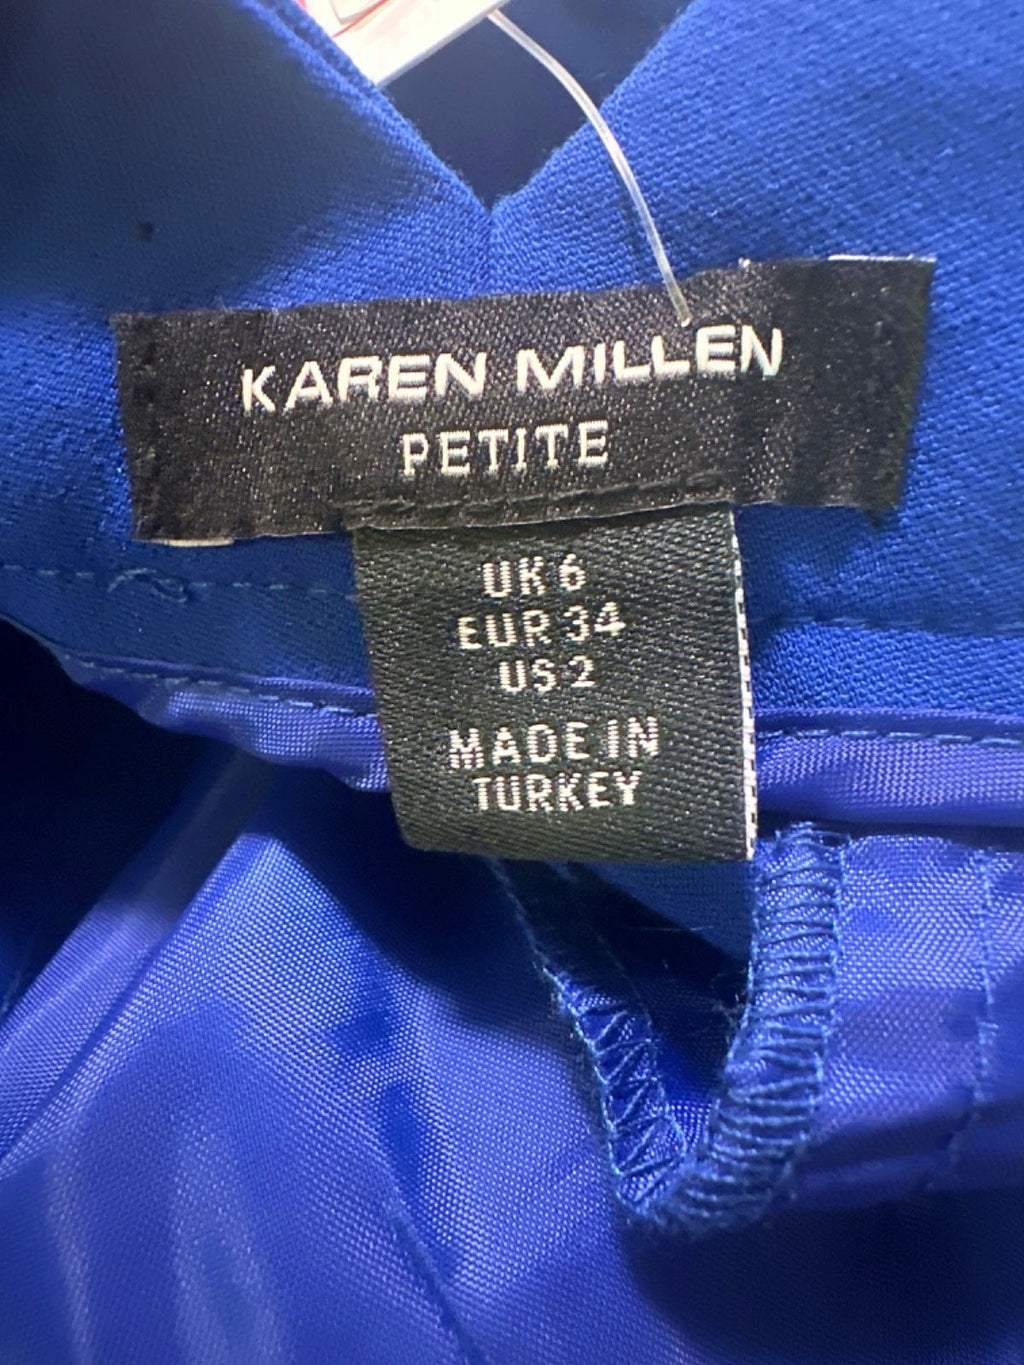 KAREN MILLEN
PETITE
UK 6
EUR 34
US 2
MADE IN
TURKEY